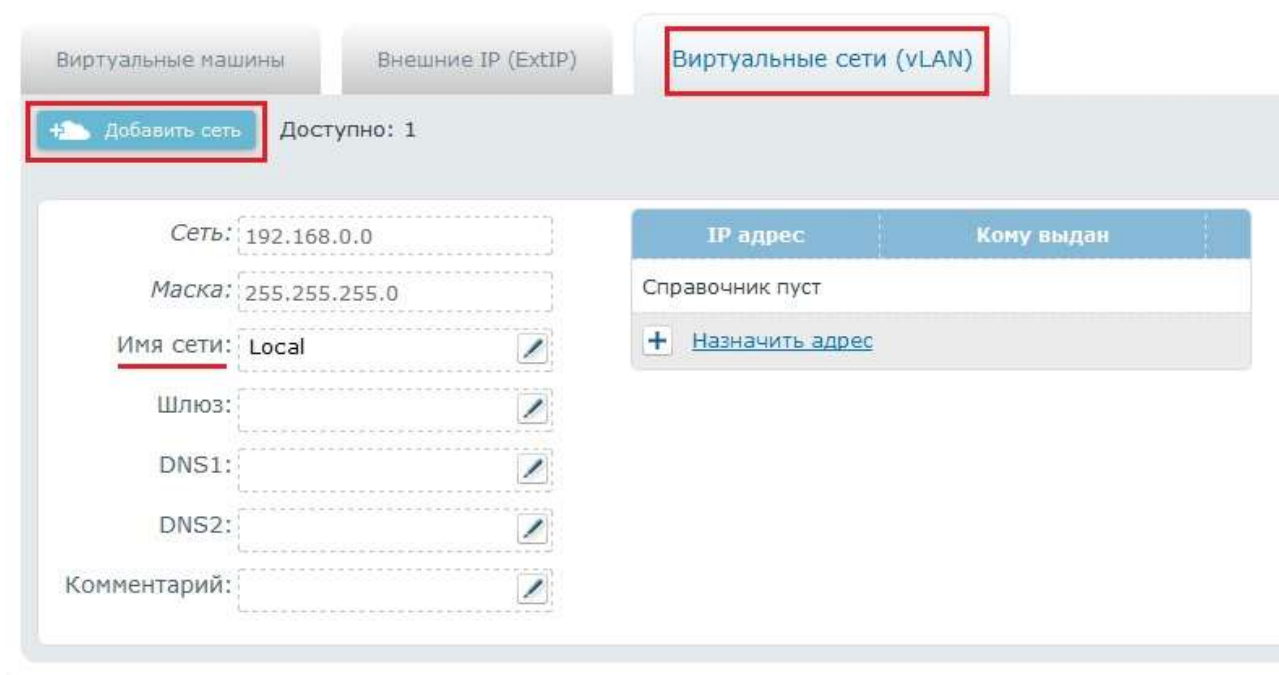 Виртуальные машины
Внешние IP (ExtIP)
Виртуальные сети (vLAN)
Добавить сеть
Доступно: 1
Сеть: 192.168.0.0
Маска: 255.255.255.0
Имя сети: Local
Шлюз:
DNS1:
DNS2:
Комментарий:
IP адрес Кому выдан
Справочник пуст
Назначить адрес